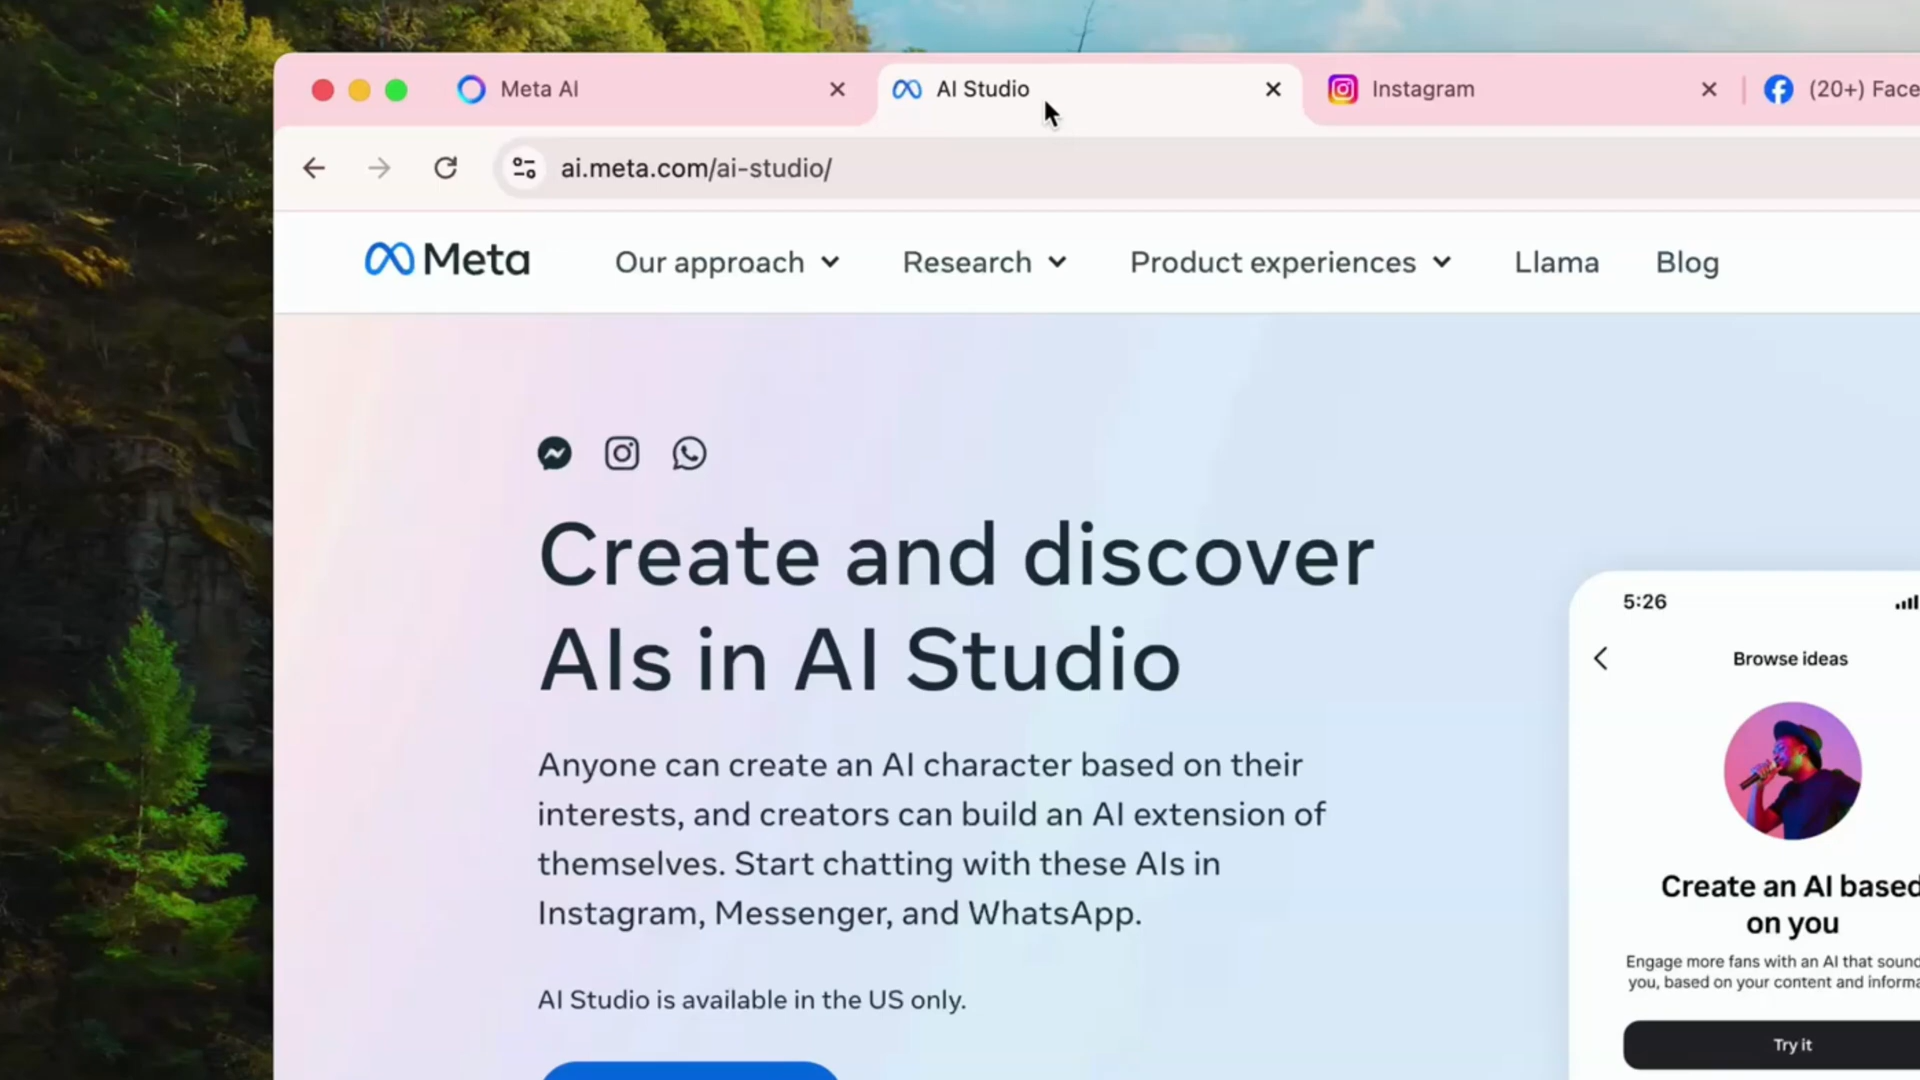 Meta AI
AI Studio
Instagram
(20+) Face
ai.meta.com/ai-studio/
Meta
Our approach
Research
Product experiences
Llama
Blog
Create and discover
AIs in AI Studio
Anyone can create an AI character based on their
interests, and creators can build an AI extension of
themselves. Start chatting with these AIs in
Instagram, Messenger, and WhatsApp.
AI Studio is available in the US only.
5:26
Browse ideas
Create an AI based
on you
Engage more fans with an AI that sound
you, based on your content and informa
Try it